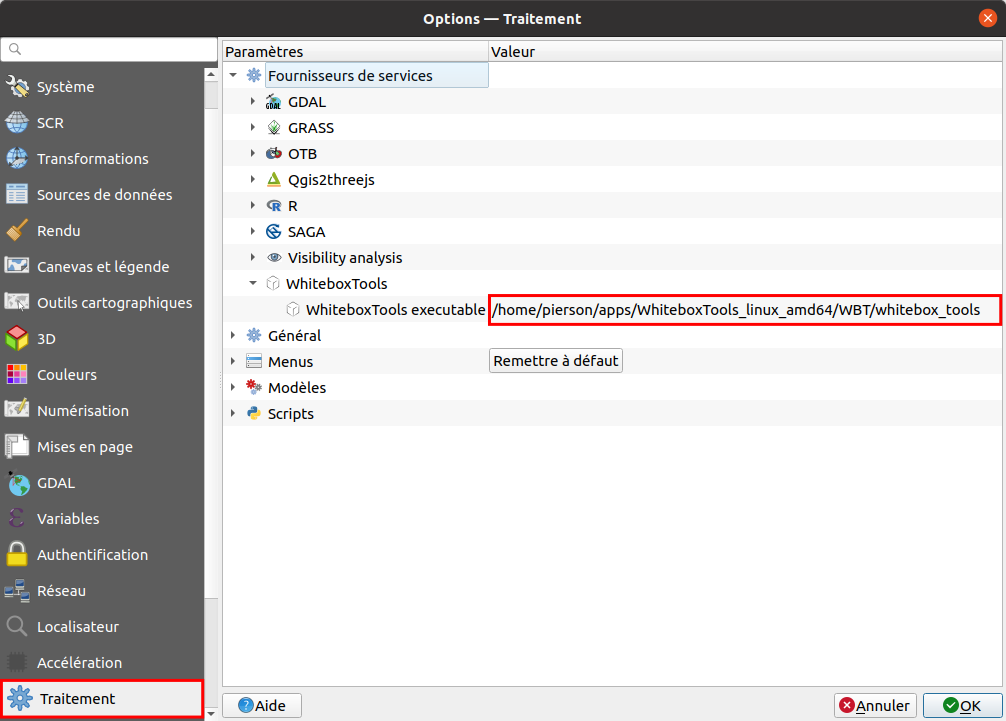 Options — Traitement
Système
SCR
Transformations
Sources de données
Rendu
Canevas et légende
Outils cartographiques
3D
Couleurs
Numérisation
Mises en page
GDAL
Variables
Authentification
Réseau
Localisateur
Accélération
Traitement
Paramètres Valeur
Fournisseurs de services
GDAL
GRASS
OTB
Qgis2threejs
R
SAGA
Visibility analysis
WhiteboxTools
WhiteboxTools executable /home/pierson/apps/WhiteboxTools_linux_amd64/WBT/whitebox_tools
Général
Menus Remettre à défaut
Modèles
Scripts
Aide Annuler OK